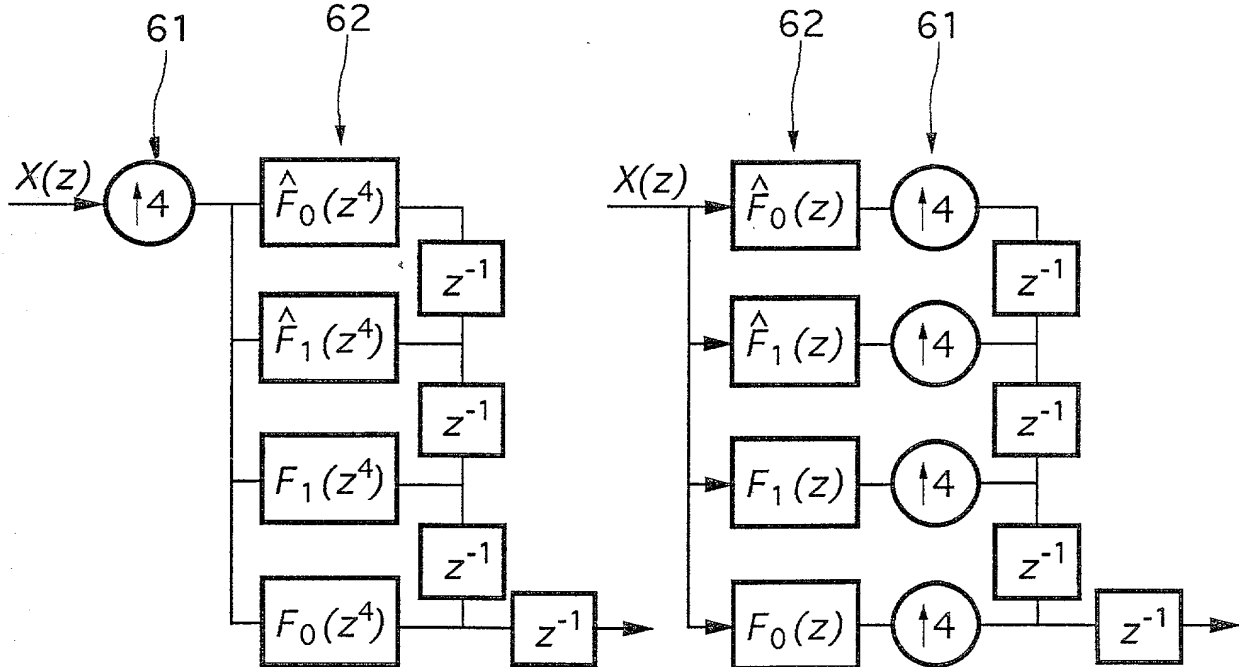 61
62
62
61
X(z)
↑4
F̂₀(z⁴)
z⁻¹
F̂₁(z⁴)
z⁻¹
F₁(z⁴)
z⁻¹
F₀(z⁴)
z⁻¹
X(z)
F̂₀(z)
↑4
z⁻¹
F̂₁(z)
↑4
z⁻¹
F₁(z)
↑4
z⁻¹
F₀(z)
↑4
z⁻¹